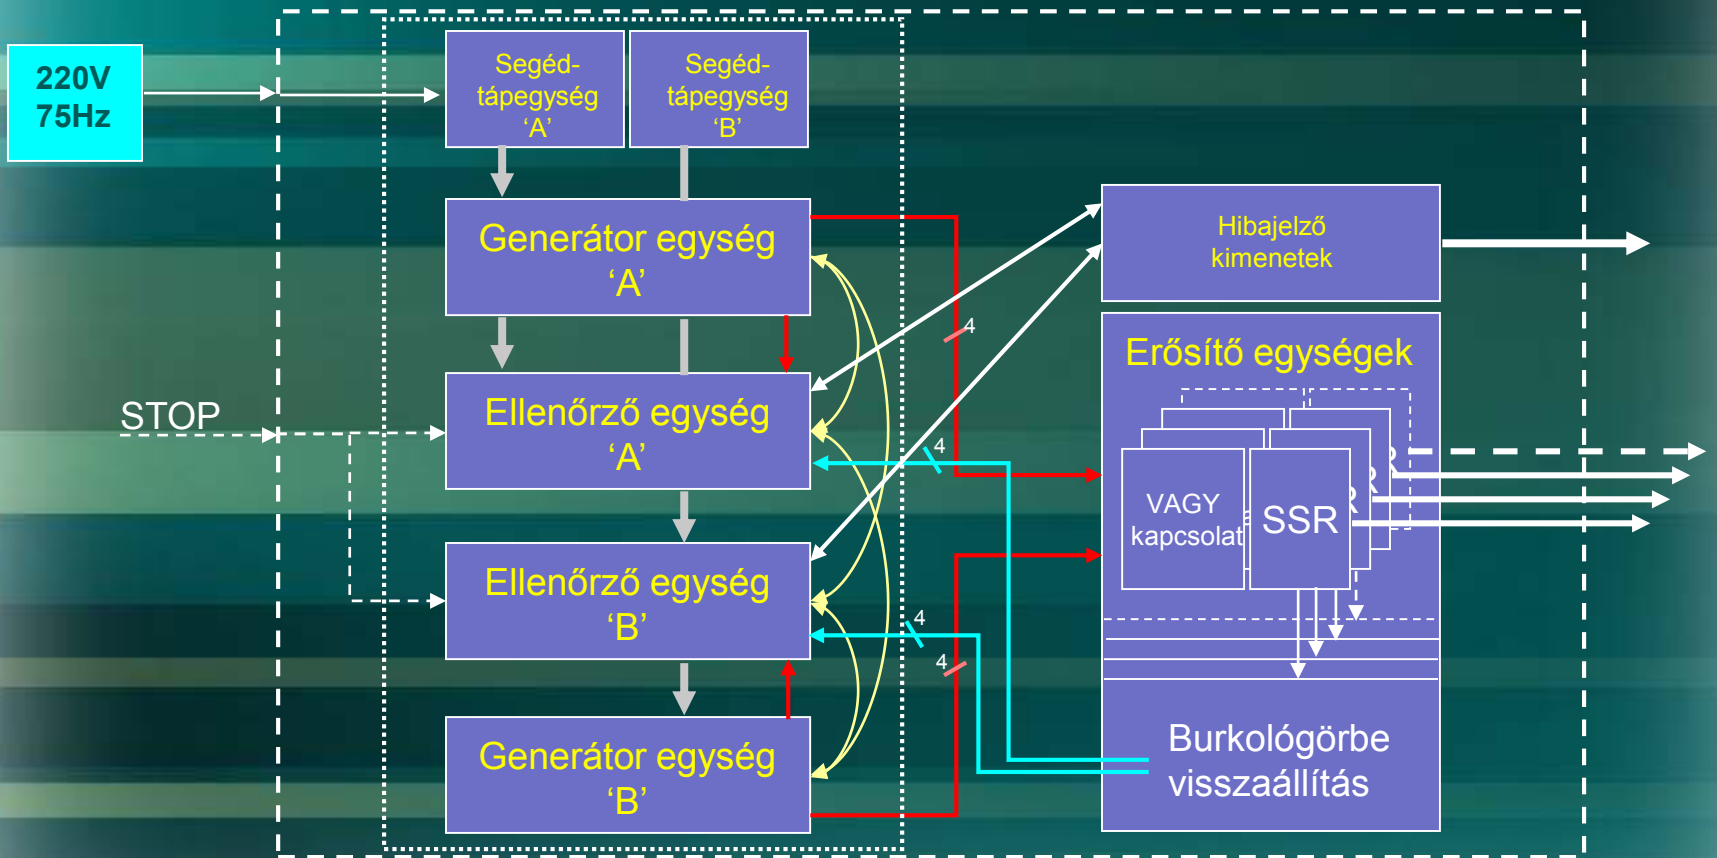 220V
75Hz
Segéd-
tápegység
‘A’
Segéd-
tápegység
‘B’
Generátor egység
‘A’
Hibajelző
kimenetek
4
Erősítő egységek
STOP
Ellenőrző egység
‘A’
4
VAGY
kapcsolat
SSR
R
R
R
Ellenőrző egység
‘B’
4
4
Generátor egység
‘B’
Burkológörbe
visszaállítás